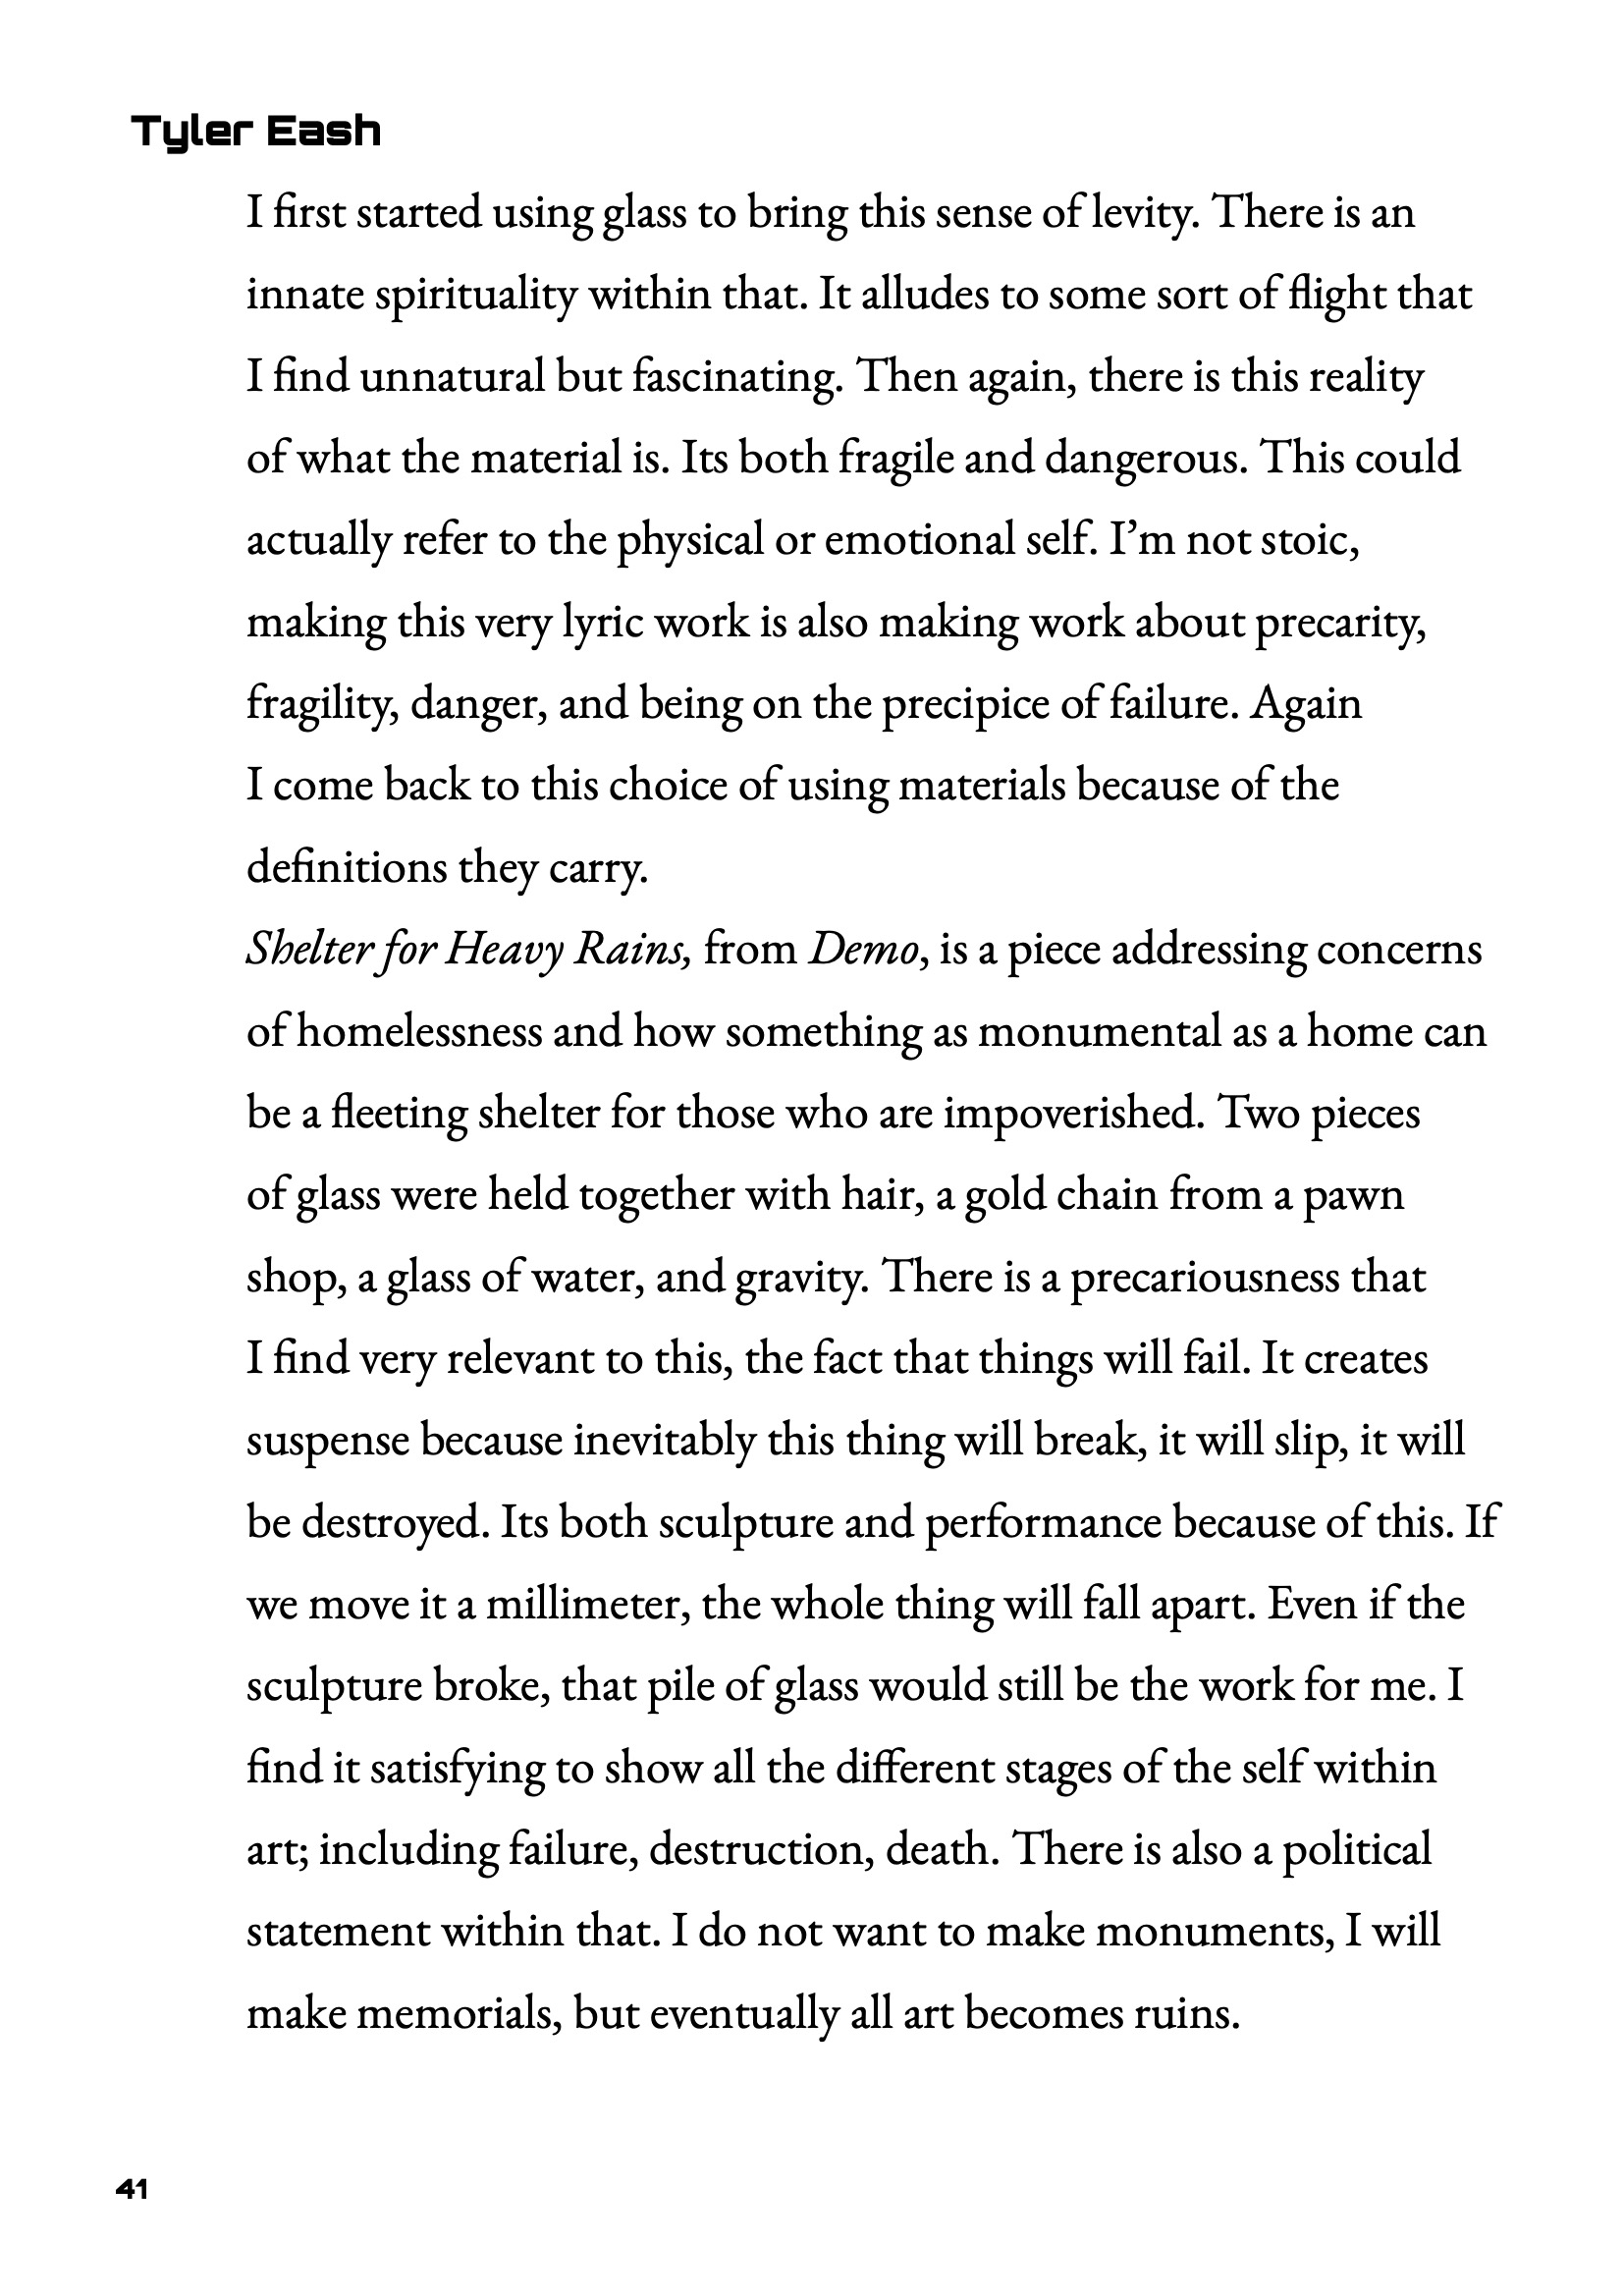 Tyler Eash
I first started using glass to bring this sense of levity. There is an
innate spirituality within that. It alludes to some sort of flight that
I find unnatural but fascinating. Then again, there is this reality
of what the material is. Its both fragile and dangerous. This could
actually refer to the physical or emotional self. I’m not stoic,
making this very lyric work is also making work about precarity,
fragility, danger, and being on the precipice of failure. Again
I come back to this choice of using materials because of the
definitions they carry.
Shelter for Heavy Rains, from Demo, is a piece addressing concerns
of homelessness and how something as monumental as a home can
be a fleeting shelter for those who are impoverished. Two pieces
of glass were held together with hair, a gold chain from a pawn
shop, a glass of water, and gravity. There is a precariousness that
I find very relevant to this, the fact that things will fail. It creates
suspense because inevitably this thing will break, it will slip, it will
be destroyed. Its both sculpture and performance because of this. If
we move it a millimeter, the whole thing will fall apart. Even if the
sculpture broke, that pile of glass would still be the work for me. I
find it satisfying to show all the different stages of the self within
art; including failure, destruction, death. There is also a political
statement within that. I do not want to make monuments, I will
make memorials, but eventually all art becomes ruins.
41